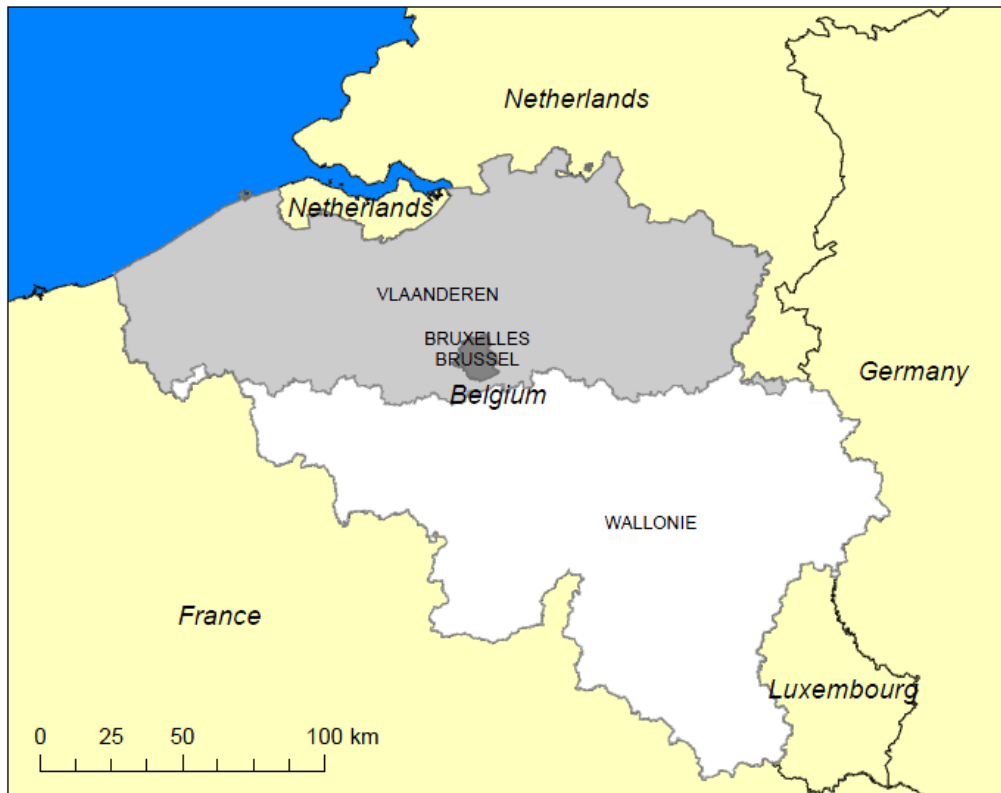 Netherlands
Netherlands
VLAANDEREN
BRUXELLES
BRUSSEL
Belgium
Germany
WALLONIE
France
Luxembourg
0 25 50 100 km